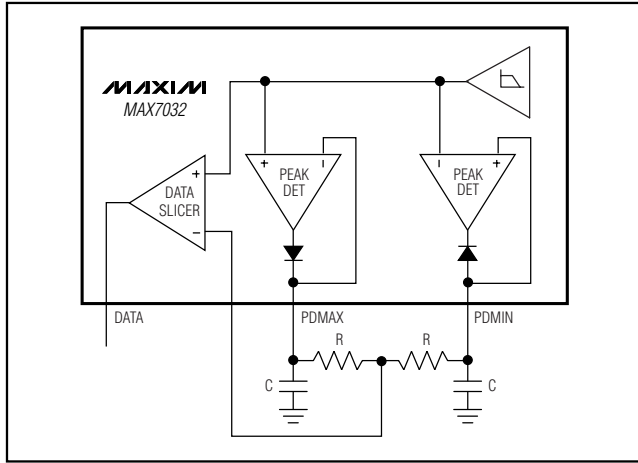 MAXIM
MAX7032
+ −
PEAK
DET
− +
PEAK
DET
+
DATA
SLICER
−
DATA
PDMAX
PDMIN
R
R
C
C